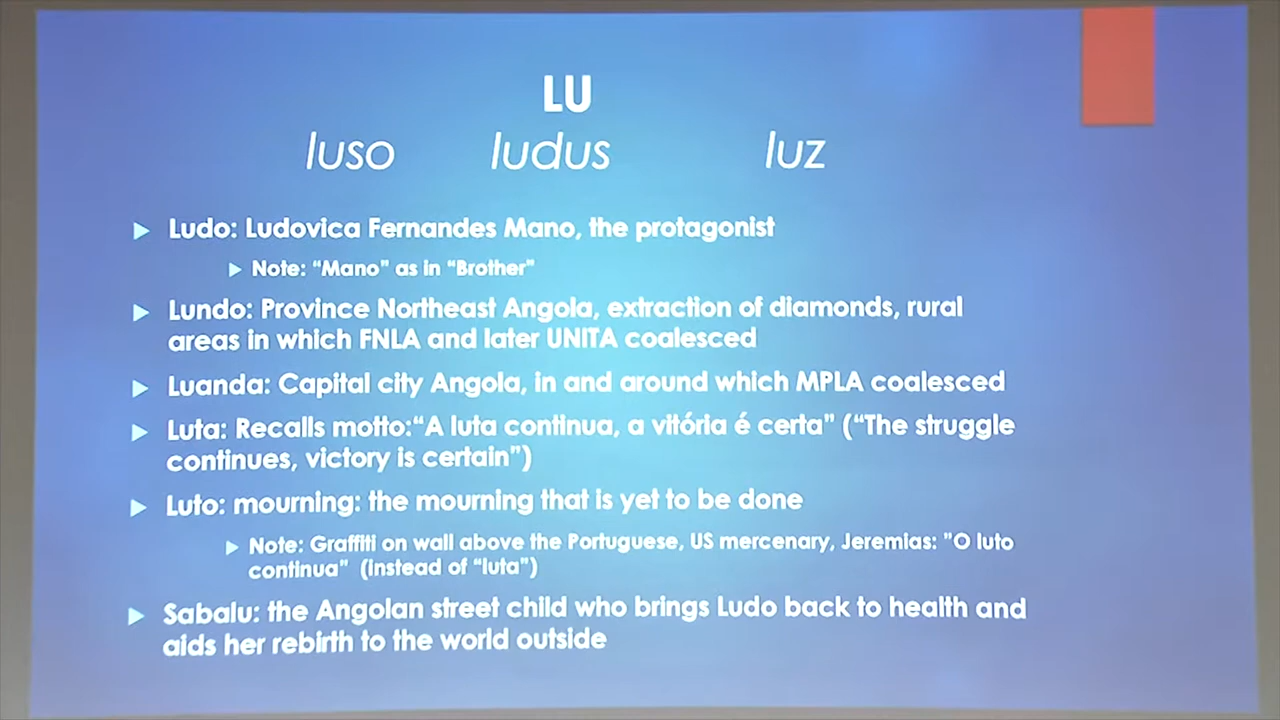 LU
luso ludus luz
Ludo: Ludovica Fernandes Mano, the protagonist
Note: “Mano” as in “Brother”
Lundo: Province Northeast Angola, extraction of diamonds, rural
areas in which FNLA and later UNITA coalesced
Luanda: Capital city Angola, in and around which MPLA coalesced
Luta: Recalls motto:“A luta continua, a vitória é certa” (“The struggle
continues, victory is certain”)
Luto: mourning: the mourning that is yet to be done
Note: Graffiti on wall above the Portuguese, US mercenary, Jeremias: ”O luto
continua” (instead of “luta”)
Sabalu: the Angolan street child who brings Ludo back to health and
aids her rebirth to the world outside